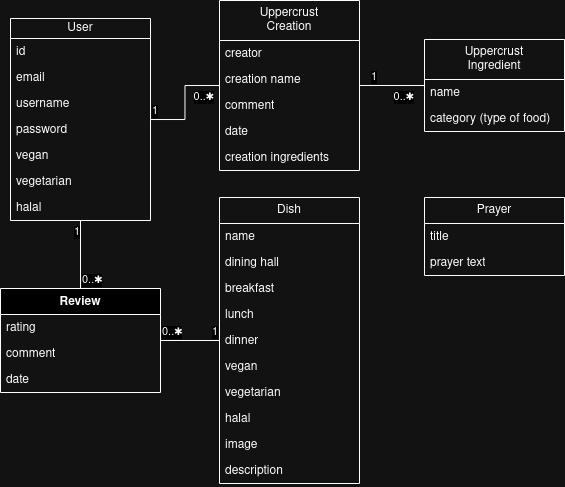 User
id
email
username
password
vegan
vegetarian
halal
1
0..*
Uppercrust
Creation
creator
creation name
comment
date
creation ingredients
1
0..*
Uppercrust
Ingredient
name
category (type of food)
1
0..*
Review
rating
comment
date
0..*
1
Dish
name
dining hall
breakfast
lunch
dinner
vegan
vegetarian
halal
image
description
Prayer
title
prayer text